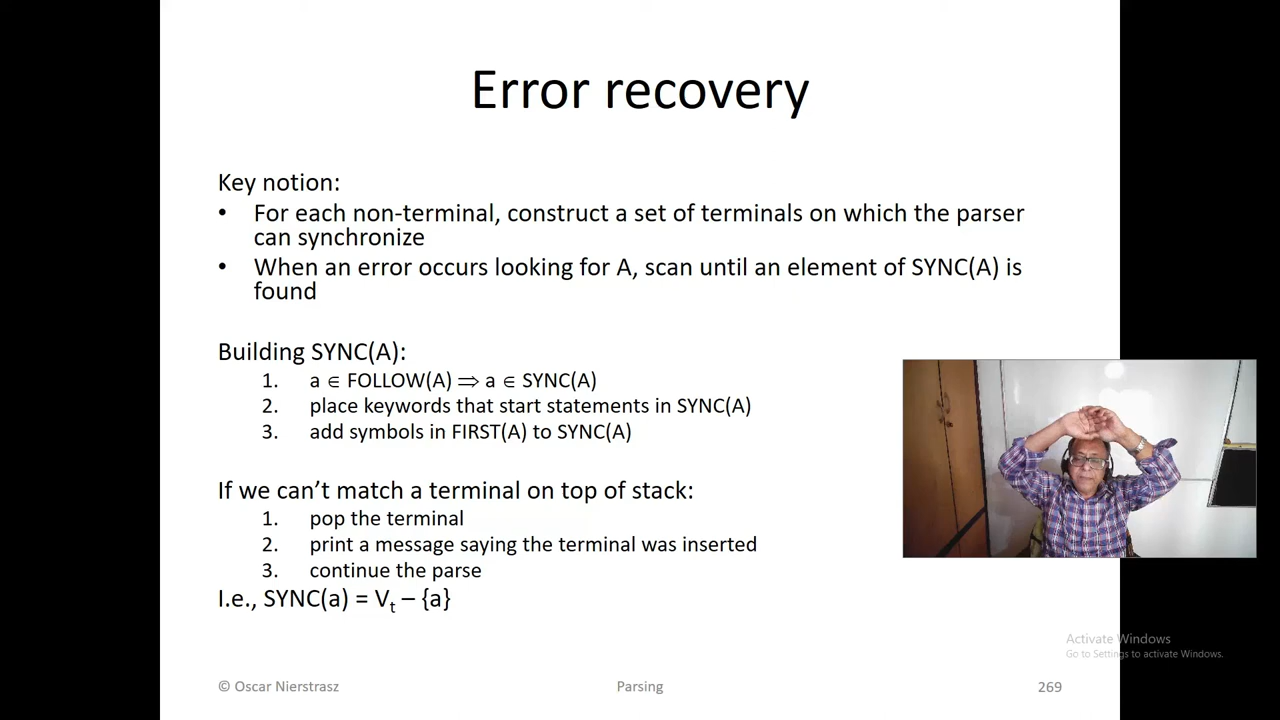 Error recovery
Key notion:
• For each non-terminal, construct a set of terminals on which the parser
can synchronize
• When an error occurs looking for A, scan until an element of SYNC(A) is
found
Building SYNC(A):
1. a ∈ FOLLOW(A) ⇒ a ∈ SYNC(A)
2. place keywords that start statements in SYNC(A)
3. add symbols in FIRST(A) to SYNC(A)
If we can’t match a terminal on top of stack:
1. pop the terminal
2. print a message saying the terminal was inserted
3. continue the parse
I.e., SYNC(a) = Vt – {a}
Activate Windows
Go to Settings to activate Windows.
© Oscar Nierstrasz
Parsing
269